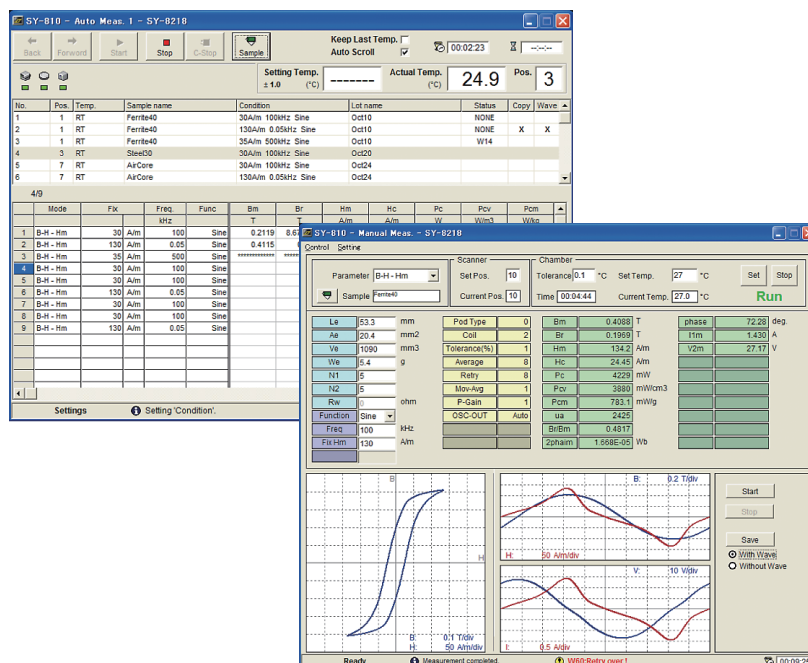 SY-810 - Auto Meas. 1 - SY-8218
Back Forward Start Stop C-Stop Sample
Keep Last Temp.
Auto Scroll
00:02:23
--:--:--
Setting Temp.
± 1.0 (°C)
-------
Actual Temp.
(°C)
24.9
Pos. 3
No. Pos. Temp. Sample name Condition Lot name Status Copy Wave
1 1 RT Ferrite40 30A/m 100kHz Sine Oct10 NONE
2 1 RT Ferrite40 130A/m 0.05kHz Sine Oct10 NONE X X
3 1 RT Ferrite40 35A/m 500kHz Sine Oct10 W14
4 3 RT Steel30 30A/m 100kHz Sine Oct20
5 7 RT AirCore 30A/m 100kHz Sine Oct24
6 7 RT AirCore 130A/m 0.05kHz Sine Oct24
4/9
Mode Fix Freq. Func Bm Br Hm Hc Pc Pcv Pcm
kHz T T A/m A/m W W/m3 W/kg
1 B-H - Hm 30 A/m 100 Sine 0.2119
2 B-H - Hm 130 A/m 0.05 Sine 0.4115
3 B-H - Hm 35 A/m 500 Sine *************
4 B-H - Hm 30 A/m 100 Sine
5 B-H - Hm 30 A/m 100 Sine
6 B-H - Hm 130 A/m 0.05 Sine
7 B-H - Hm 30 A/m 100 Sine
8 B-H - Hm 30 A/m 100 Sine
9 B-H - Hm 130 A/m 0.05 Sine
Settings Setting 'Condition'.
SY-810 - Manual Meas. - SY-8218
Control Setting
Parameter B-H - Hm
Sample Ferrite40
Scanner
Set Pos. 10
Current Pos. 10
Chamber
Tolerance 0.1 °C Set Temp. 27 °C
Time 00:04:44 Current Temp. 27.0 °C
Set Stop
Run
Le 53.3 mm Pod Type 0 Bm 0.4088 T phase 72.28 deg.
Ae 20.4 mm2 Coil 2 Br 0.1969 T I1m 1.430 A
Ve 1090 mm3 Tolerance(%) 1 Hm 134.2 A/m V2m 27.17 V
We 5.4 g Average 8 Hc 24.45 A/m
N1 5 Retry 8 Pc 4229 mW
N2 5 Mov-Avg 1 Pcv 3880 mW/cm3
Rw 0 ohm P-Gain 1 Pcm 783.1 mW/g
Function Sine OSC-OUT Auto ua 2425
Freq 100 kHz Br/Bm 0.4817
Fix Hm 130 A/m 2phaim 1.668E-05 Wb
B
H
B: 0.1 T/div
H: 50 A/m/div
B: 0.2 T/div
H: 50 A/m/div
V: 10 V/div
I: 0.5 A/div
Start
Stop
Save
With Wave
Without Wave
Ready Measurement completed. W60:Retry over !